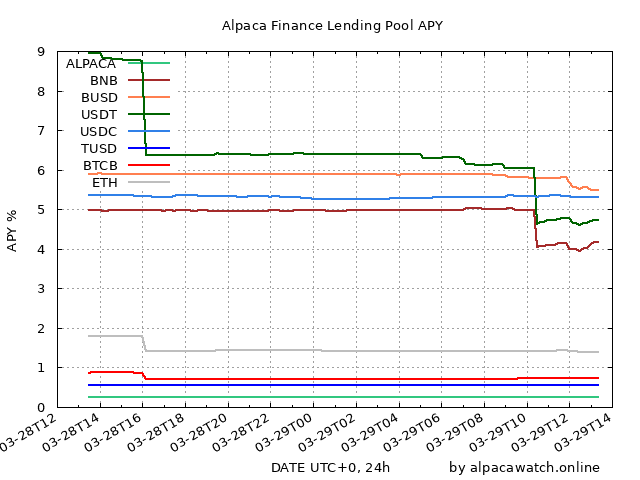 Alpaca Finance Lending Pool APY
9
8
7
6
5
4
3
2
1
0
APY %
ALPACA
BNB
BUSD
USDT
USDC
TUSD
BTCB
ETH
03-28T12
03-28T14
03-28T16
03-28T18
03-28T20
03-28T22
03-29T00
03-29T02
03-29T04
03-29T06
03-29T08
03-29T10
03-29T12
03-29T14
DATE UTC+0, 24h
by alpacawatch.online